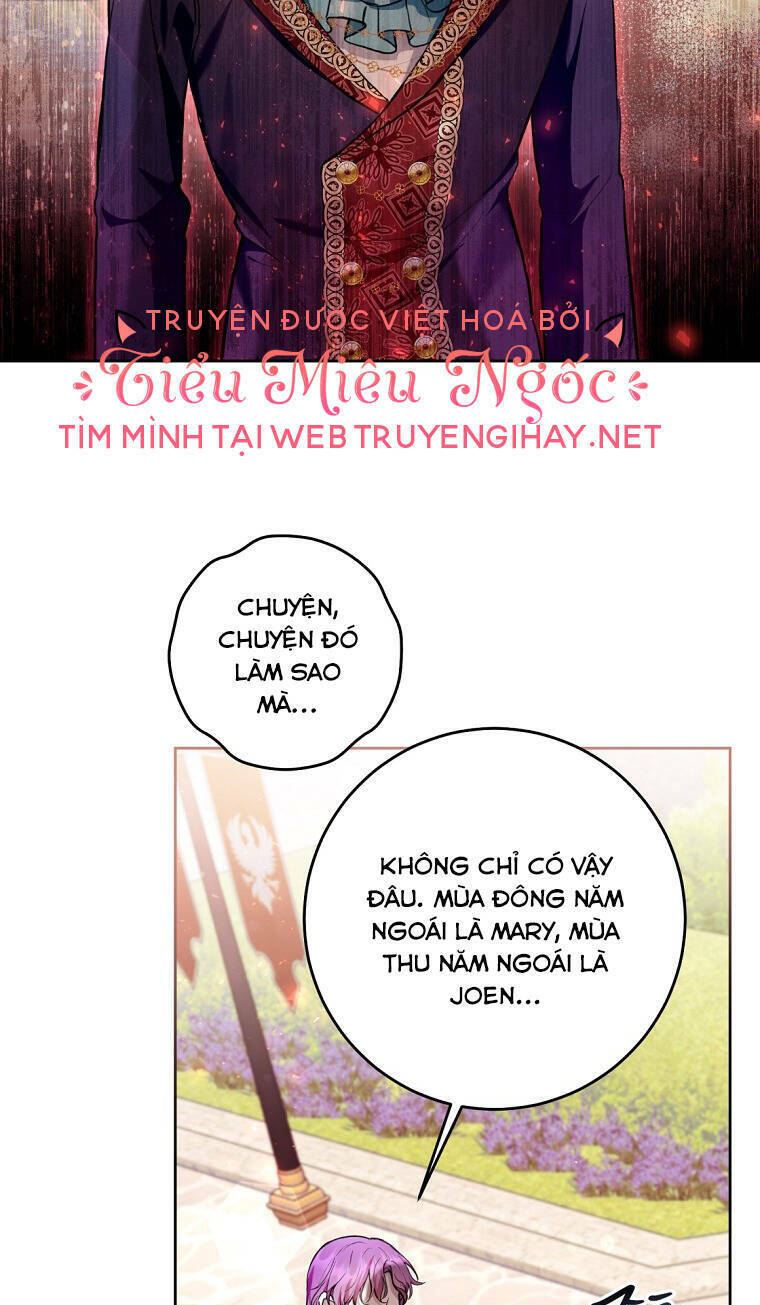 TRUYỆN ĐƯỢC VIỆT HOÁ BỞI
Tiểu Miêu Ngốc
TÌM MÌNH TẠI WEB TRUYENGIHAY.NET
CHUYỆN,
CHUYỆN ĐÓ
LÀM SAO
MÀ...
KHÔNG CHỈ CÓ VẬY
ĐÂU. MÙA ĐÔNG NĂM
NGOÁI LÀ MARY, MÙA
THU NĂM NGOÁI LÀ
JOEN...